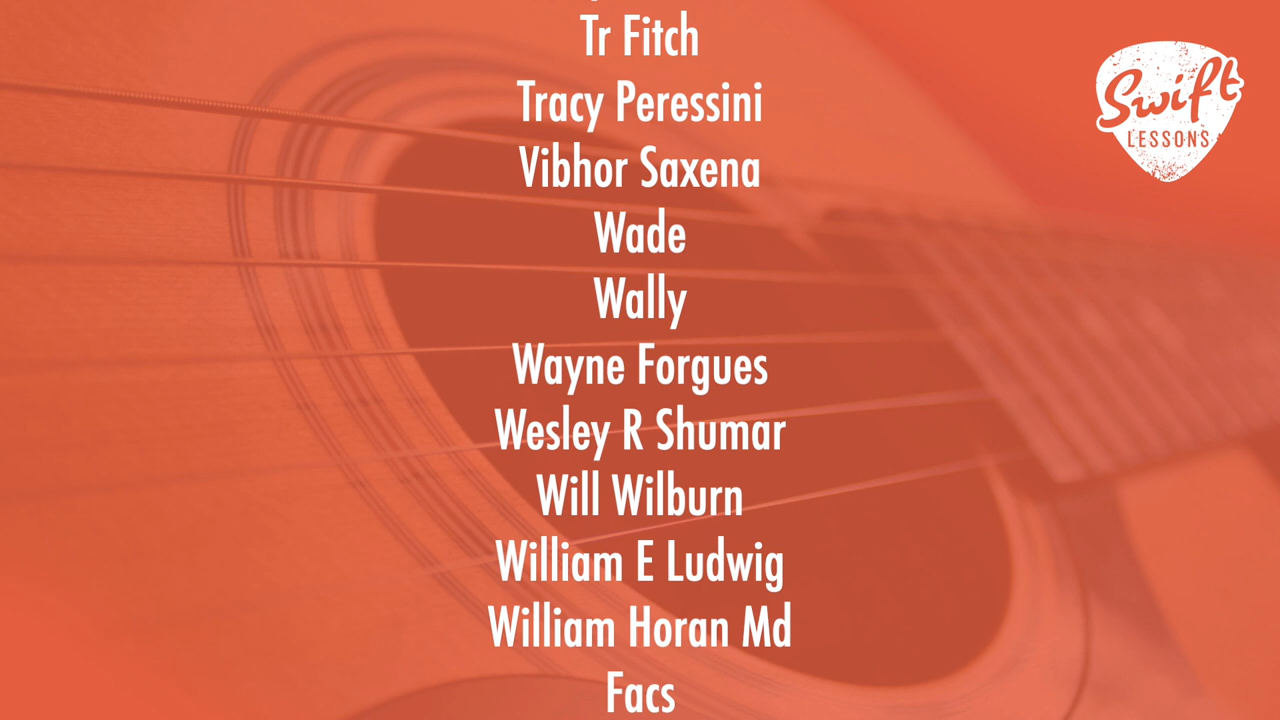 Tr Fitch
Tracy Peressini
Vibhor Saxena
Wade
Wally
Wayne Forgues
Wesley R Shumar
Will Wilburn
William E Ludwig
William Horan Md
Facs
Swift
LESSONS